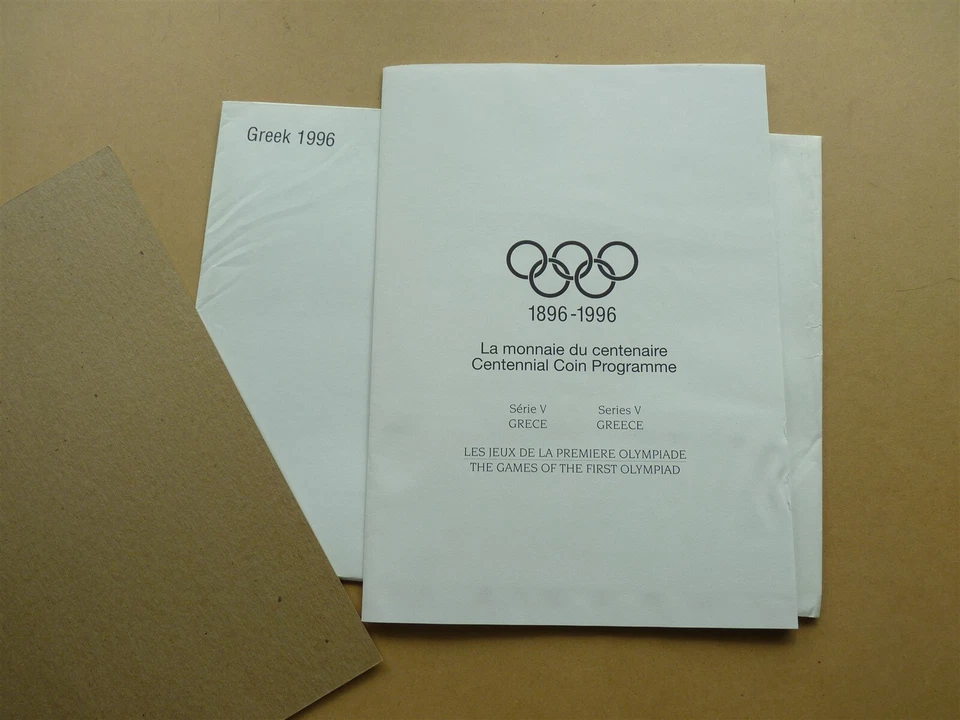 Greek 1996
1896-1996
La monnaie du centenaire
Centennial Coin Programme
Série V
GRECE
Series V
GREECE
LES JEUX DE LA PREMIERE OLYMPIADE
THE GAMES OF THE FIRST OLYMPIAD